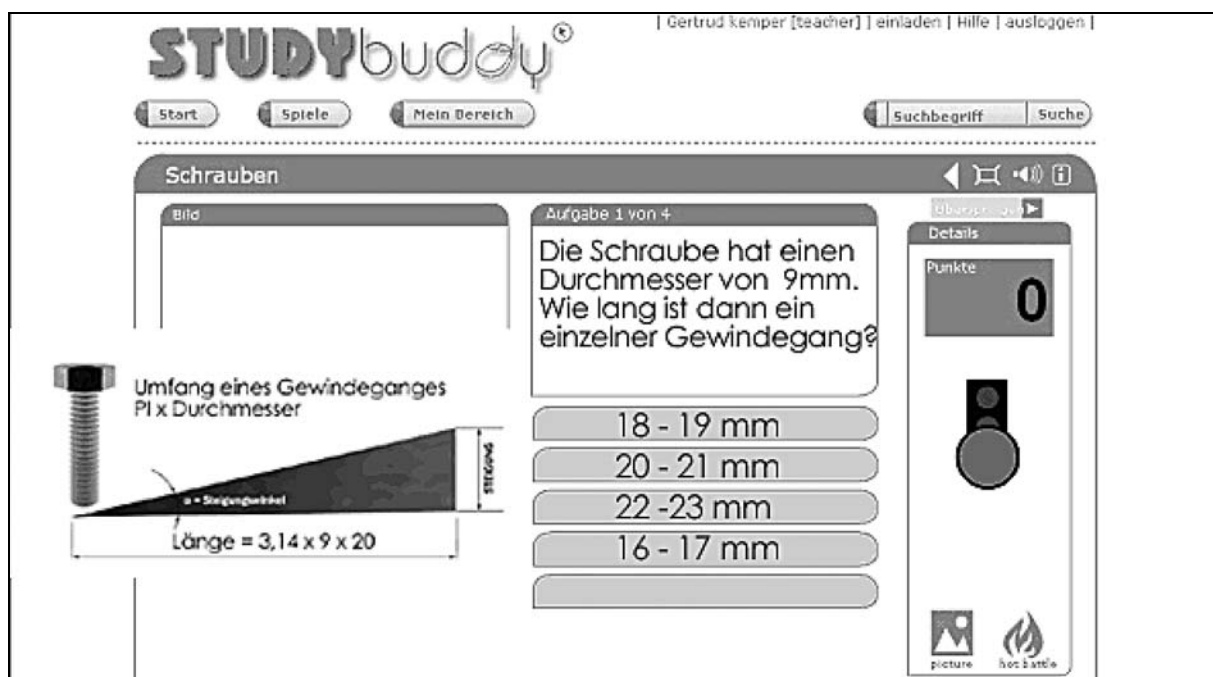 | Gertrud kemper [teacher] | einladen | Hilfe | ausloggen |
STUDYbuddy
Start
Spiele
Mein Bereich
Suchbegriff
Suche
Schrauben
Bild
Aufgabe 1 von 4
Die Schraube hat einen
Durchmesser von 9mm.
Wie lang ist dann ein
einzelner Gewindegang?
Details
Punkte
0
Umfang eines Gewindeganges
PI x Durchmesser
α = Steigungswinkel
STEIGUNG
Länge = 3,14 x 9 x 20
18 - 19 mm
20 - 21 mm
22 -23 mm
16 - 17 mm
picture
hot battle